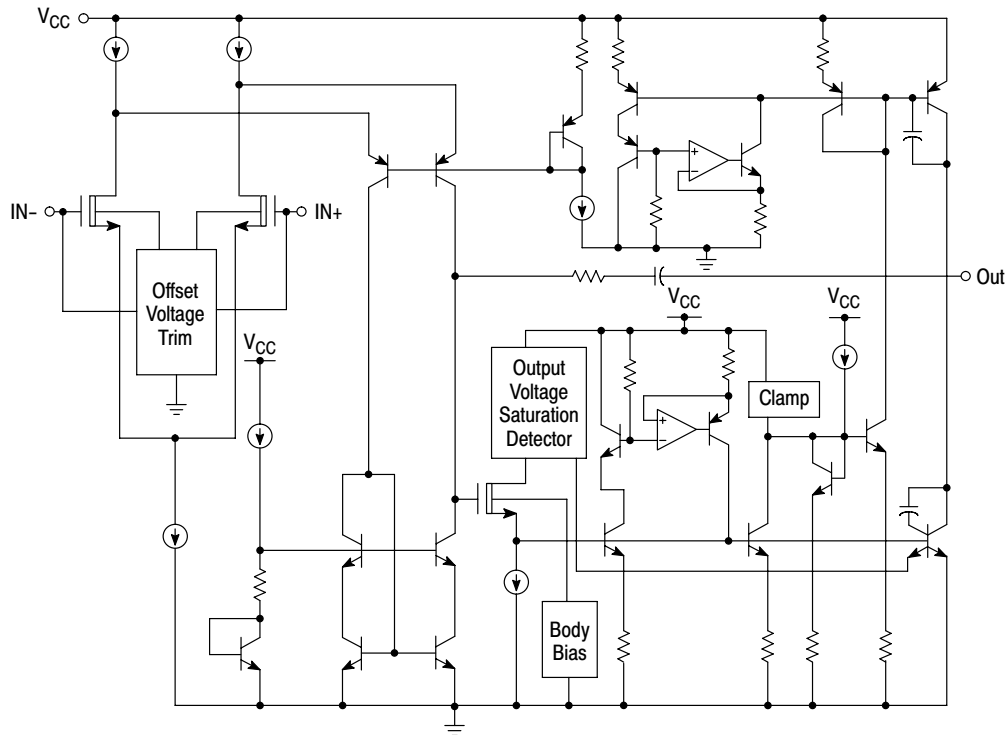 VCC
IN-
IN+
Offset
Voltage
Trim
VCC
+
−
Out
VCC
VCC
Output
Voltage
Saturation
Detector
+
−
Clamp
Body
Bias